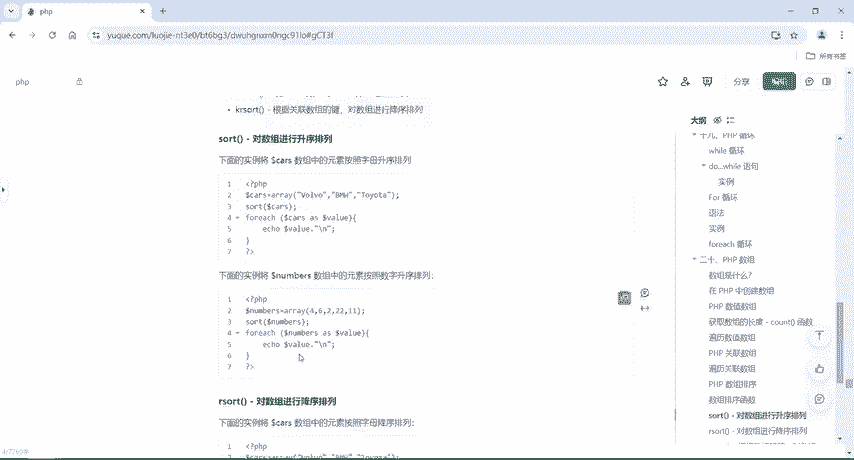 php
yuque.com/luojie-nt3e0/bt6bg3/dwuhgnxm0ngc91lo#gCT3f
所有书签
php
分享
编辑
krsort() - 根据关联数组的键，对数组进行降序排列
sort() - 对数组进行升序排列
下面的实例将 $cars 数组中的元素按照字母升序排列
1 <?php
2 $cars=array("Volvo","BMW","Toyota");
3 sort($cars);
4 foreach ($cars as $value){
5 echo $value."\n";
6 }
7 ?>
下面的实例将 $numbers 数组中的元素按照数字升序排列：
1 <?php
2 $numbers=array(4,6,2,22,11);
3 sort($numbers);
4 foreach ($numbers as $value){
5 echo $value."\n";
6 }
7 ?>
rsort() - 对数组进行降序排列
下面的实例将 $cars 数组中的元素按照字母降序排列：
1 <?php
大纲
十九、PHP 循环
while 循环
do...while 语句
实例
For 循环
语法
实例
foreach 循环
二十、PHP 数组
数组是什么？
在 PHP 中创建数组
PHP 数值数组
获取数组的长度 - count() 函数
遍历数值数组
PHP 关联数组
遍历关联数组
PHP 数组排序
数组排序函数
sort() - 对数组进行升序排列
rsort() - 对数组进行降序排列